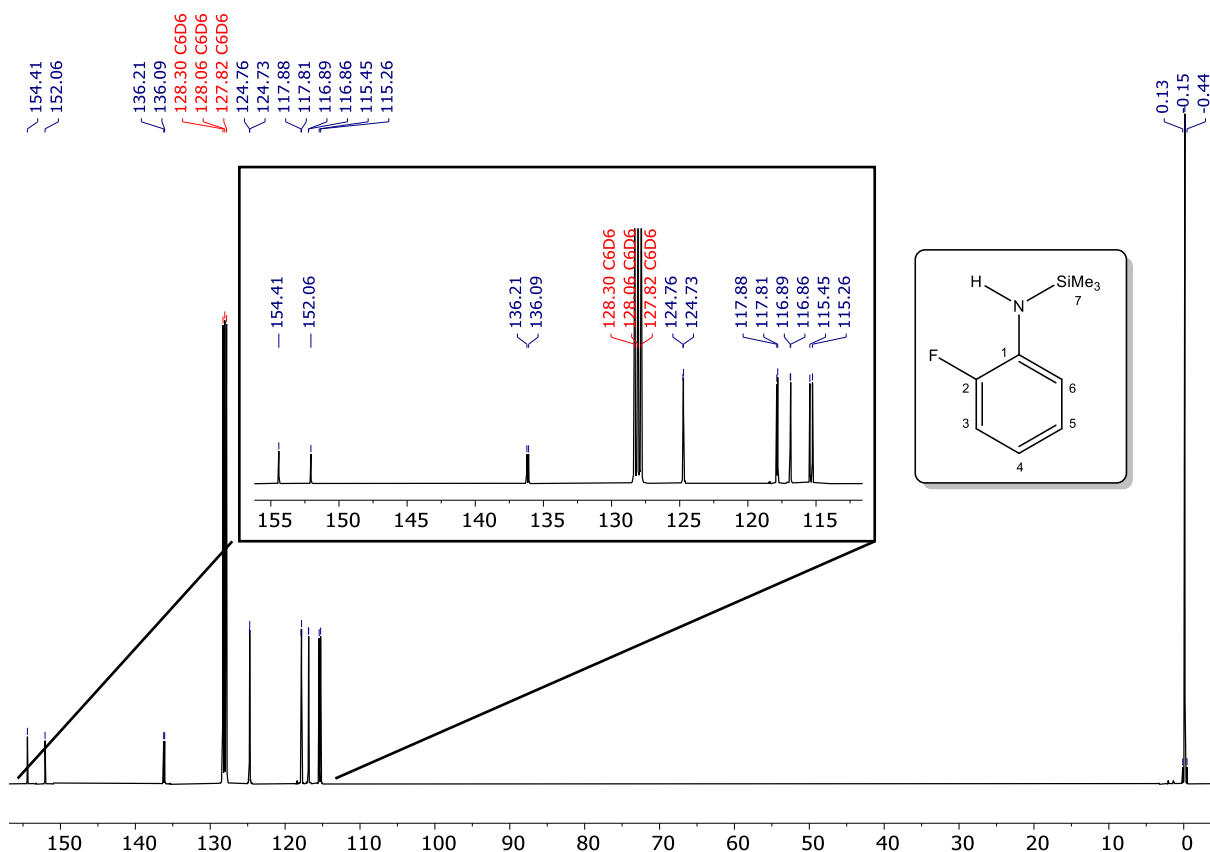 154.41
152.06
136.21
136.09
128.30 C6D6
128.06 C6D6
127.82 C6D6
124.76
124.73
117.88
117.81
116.89
116.86
115.45
115.26
0.13
-0.15
-0.44
154.41
152.06
136.21
136.09
128.30 C6D6
128.06 C6D6
127.82 C6D6
124.76
124.73
117.88
117.81
116.89
116.86
115.45
115.26
155 150 145 140 135 130 125 120 115
H
SiMe3
7
N
F
1
2
6
3
5
4
150 140 130 120 110 100 90 80 70 60 50 40 30 20 10 0